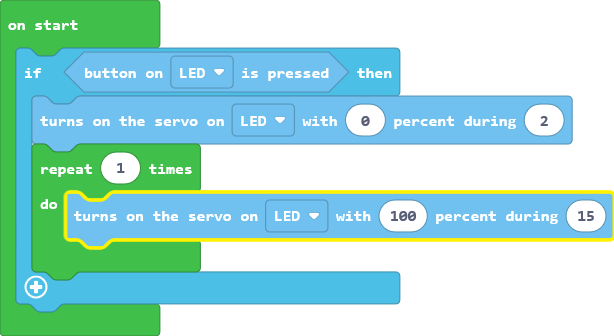 on start
if button on LED is pressed then
turns on the servo on LED with 0 percent during 2
repeat 1 times
do turns on the servo on LED with 100 percent during 15